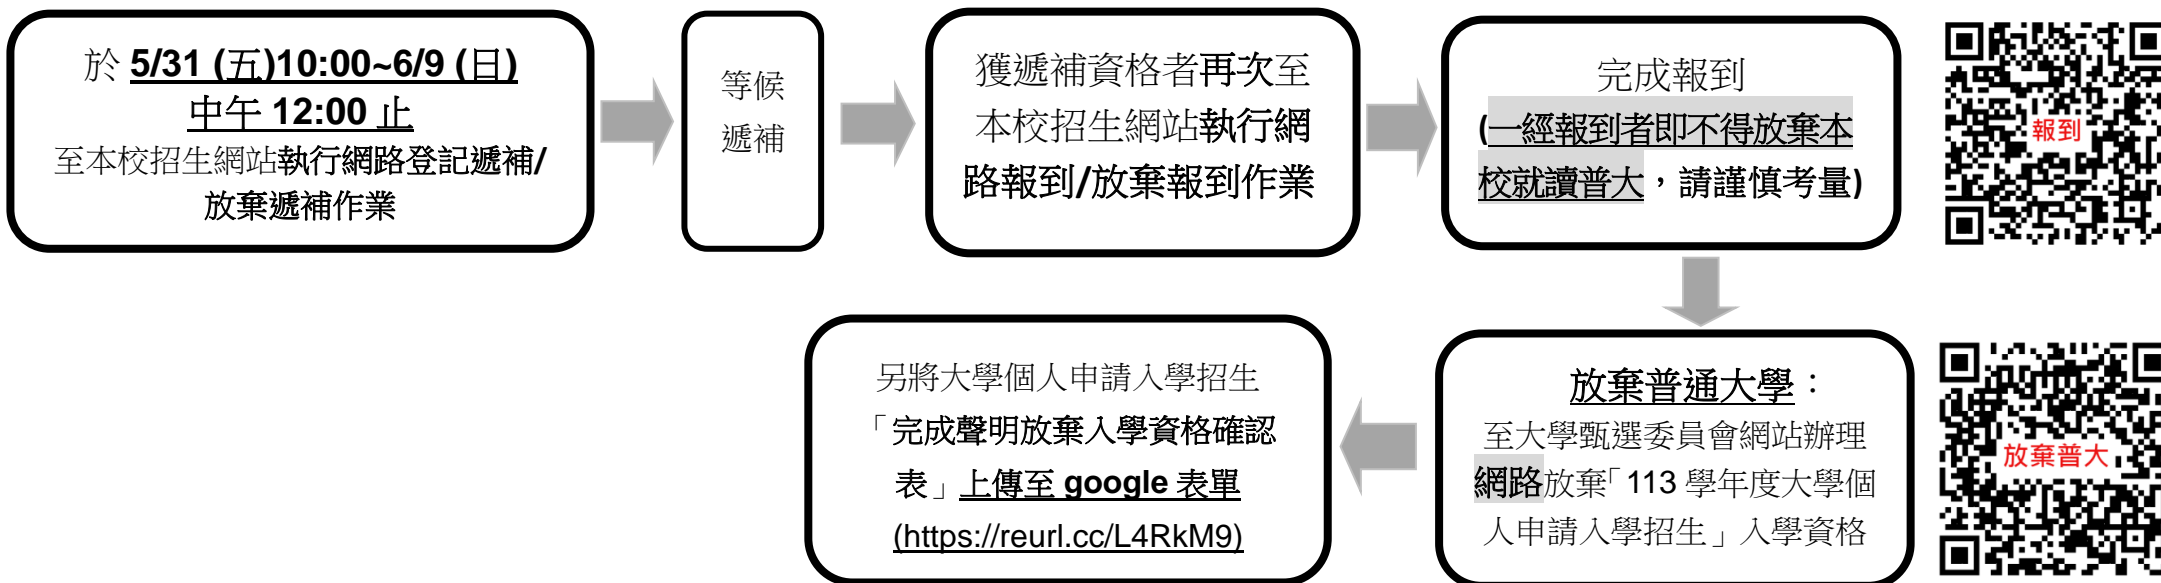 於 5/31 (五)10:00~6/9 (日)
中午 12:00 止
至本校招生網站執行網路登記遞補/
放棄遞補作業
等候
遞補
獲遞補資格者再次至
本校招生網站執行網
路報到/放棄報到作業
完成報到
(一經報到者即不得放棄本
校就讀普大，請謹慎考量)
報到
放棄普通大學：
至大學甄選委員會網站辦理
網路放棄「113 學年度大學個
人申請入學招生」入學資格
放棄普大
另將大學個人申請入學招生
「完成聲明放棄入學資格確認
表」上傳至 google 表單
(https://reurl.cc/L4RkM9)